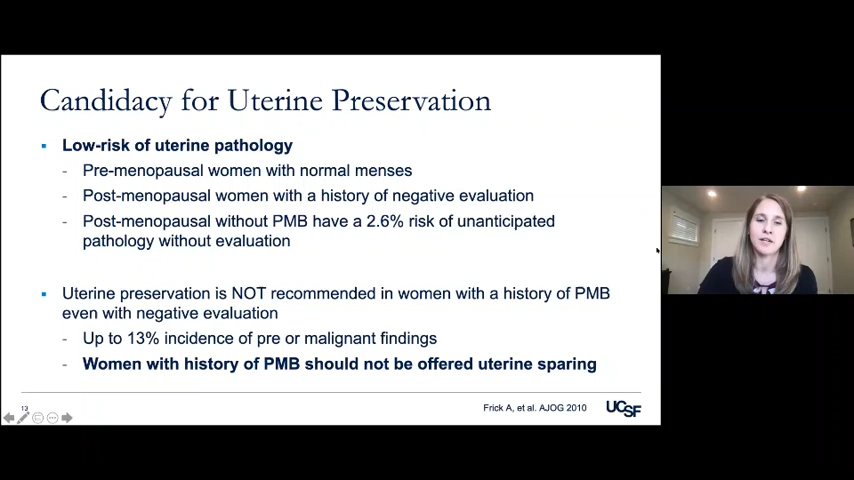 Candidacy for Uterine Preservation
▪ Low-risk of uterine pathology
- Pre-menopausal women with normal menses
- Post-menopausal women with a history of negative evaluation
- Post-menopausal without PMB have a 2.6% risk of unanticipated
pathology without evaluation
▪ Uterine preservation is NOT recommended in women with a history of PMB
even with negative evaluation
- Up to 13% incidence of pre or malignant findings
- Women with history of PMB should not be offered uterine sparing
13
Frick A, et al. AJOG 2010
UCSF